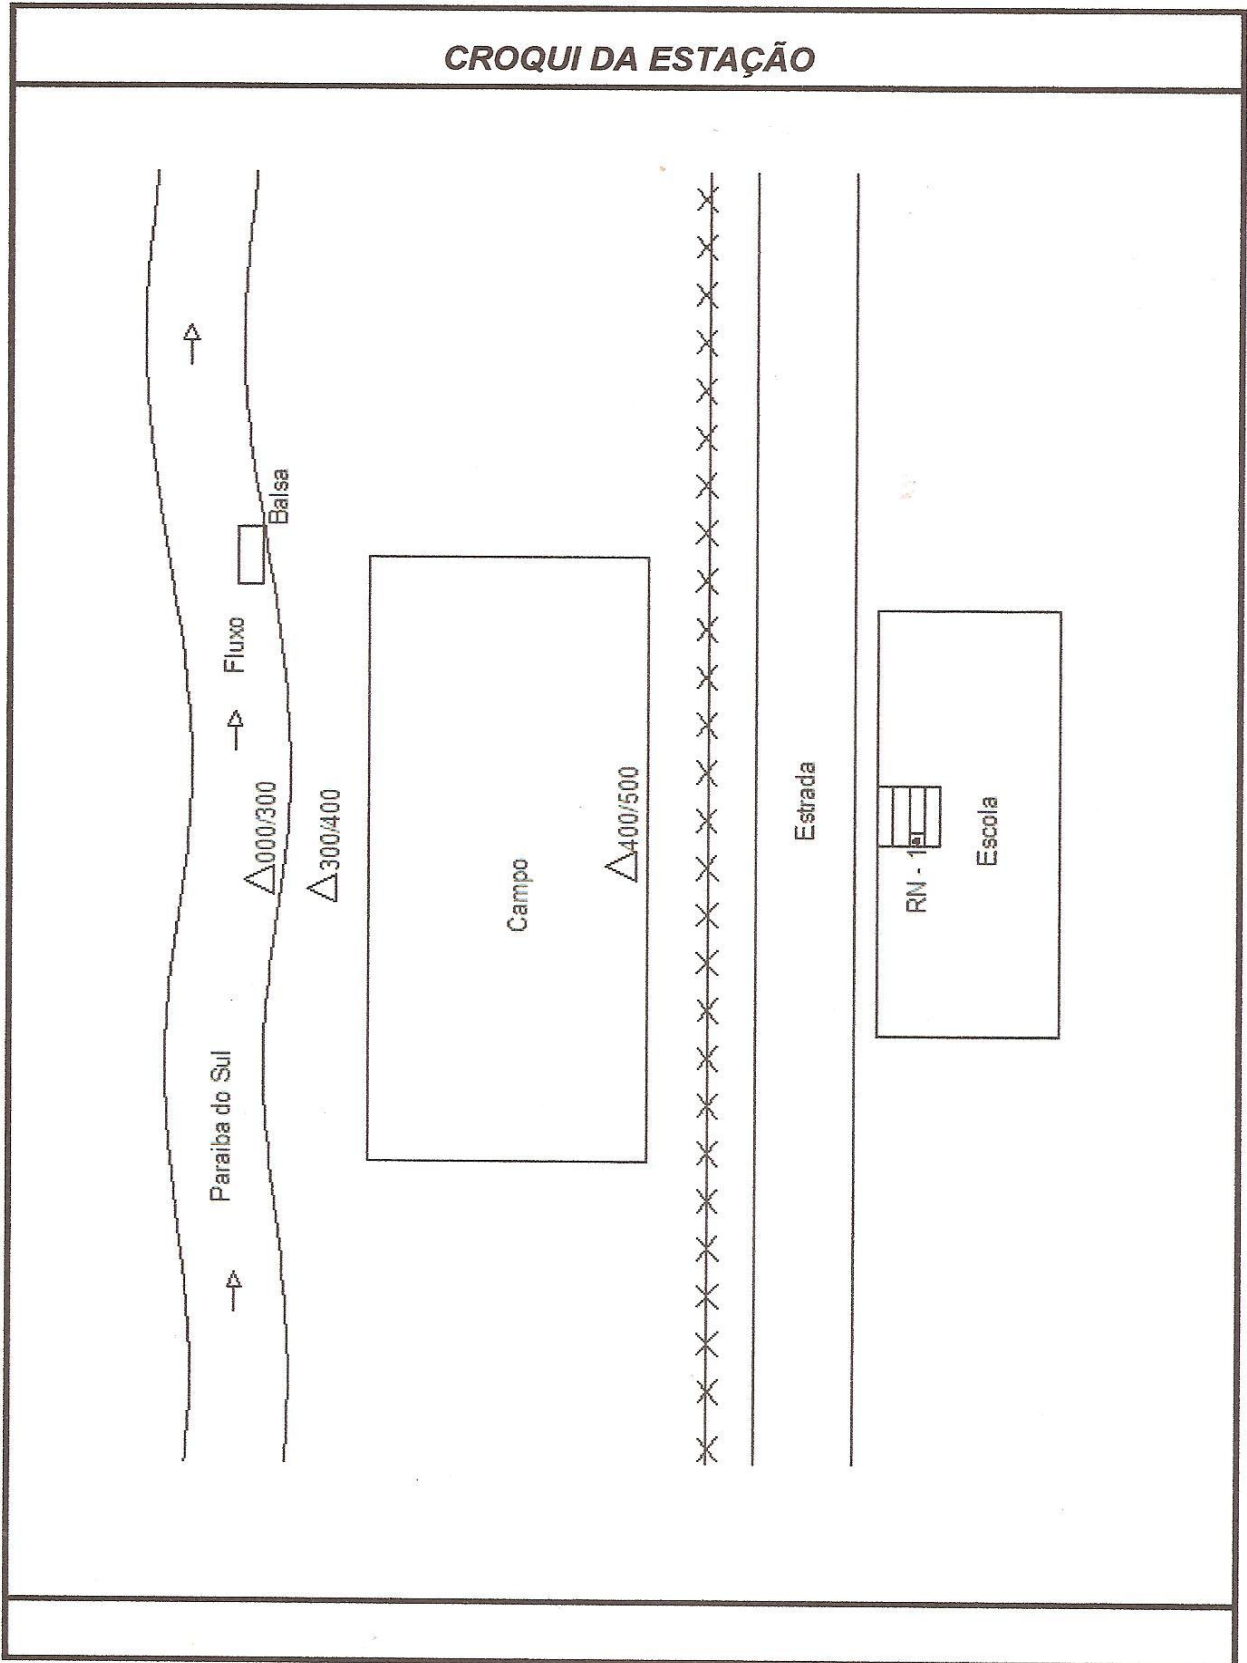 CROQUI DA ESTAÇÃO
Balsa
Fluxo
000/300
300/400
Paraiba do Sul
Campo
400/500
Estrada
RN - 1
Escola